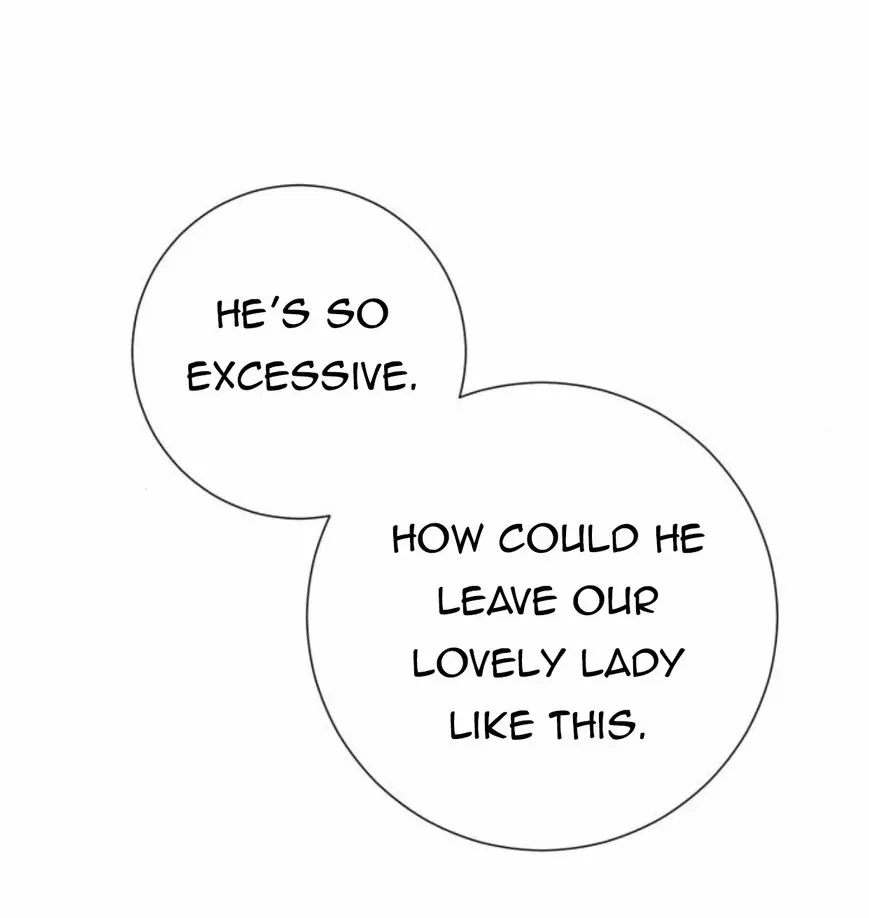 HE'S SO
EXCESSIVE.
HOW COULD HE
LEAVE OUR
LOVELY LADY
LIKE THIS.